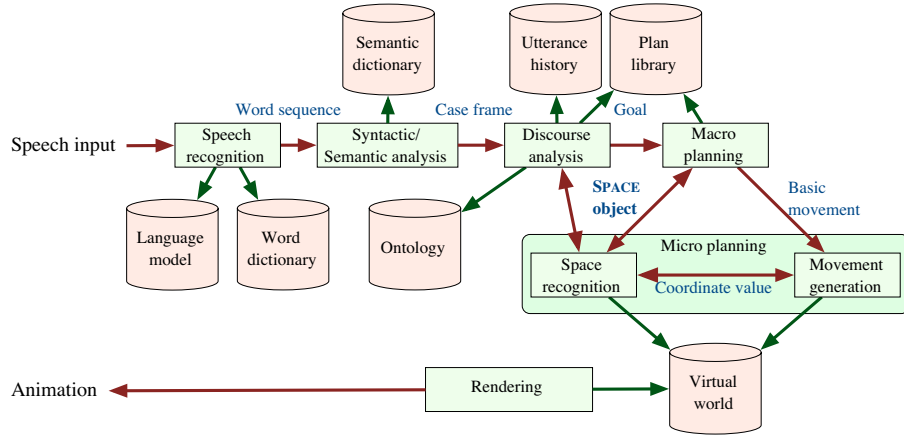 Semantic
dictionary
Utterance
history
Plan
library
Word sequence
Case frame
Goal
Speech input
Speech
recognition
Syntactic/
Semantic analysis
Discourse
analysis
Macro
planning
SPACE
object
Basic
movement
Language
model
Word
dictionary
Ontology
Micro planning
Space
recognition
Coordinate value
Movement
generation
Animation
Rendering
Virtual
world